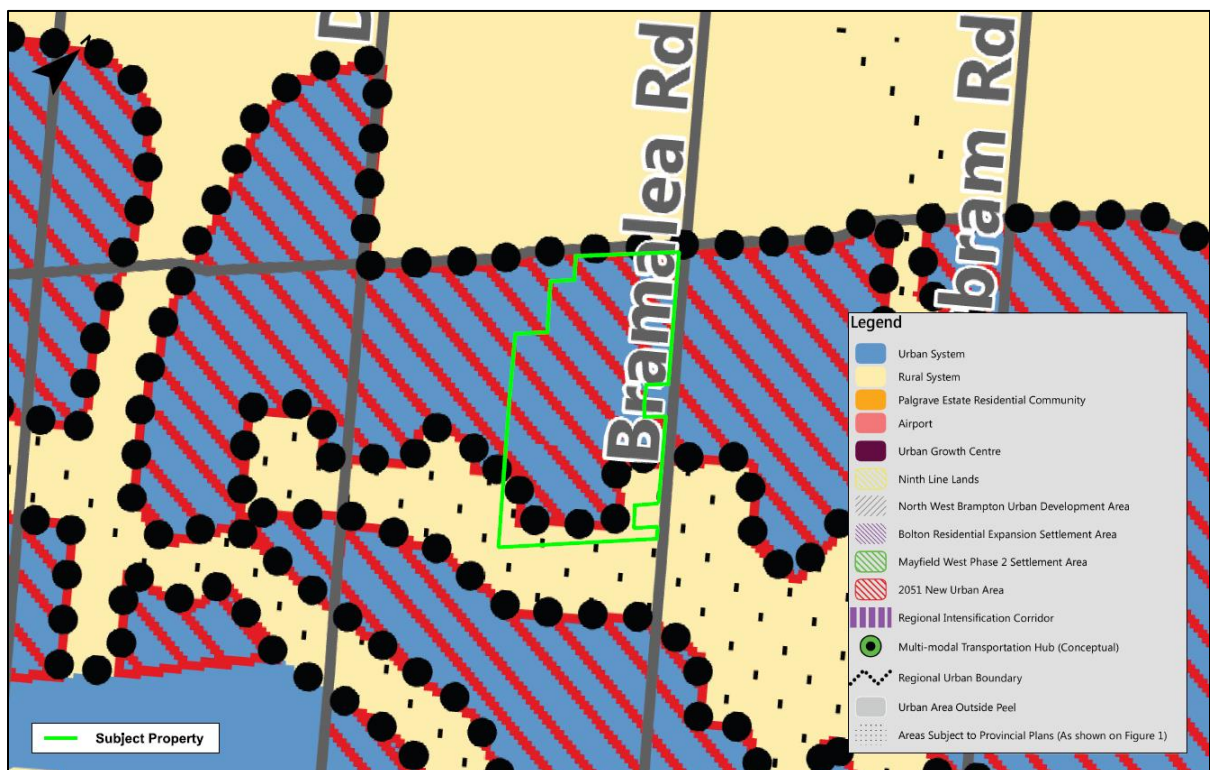 D
Bramalea Rd
bram Rd
Legend
Urban System
Rural System
Palgrave Estate Residential Community
Airport
Urban Growth Centre
Ninth Line Lands
North West Brampton Urban Development Area
Bolton Residential Expansion Settlement Area
Mayfield West Phase 2 Settlement Area
2051 New Urban Area
Regional Intensification Corridor
Multi-modal Transportation Hub (Conceptual)
Regional Urban Boundary
Urban Area Outside Peel
Areas Subject to Provincial Plans (As shown on Figure 1)
Subject Property